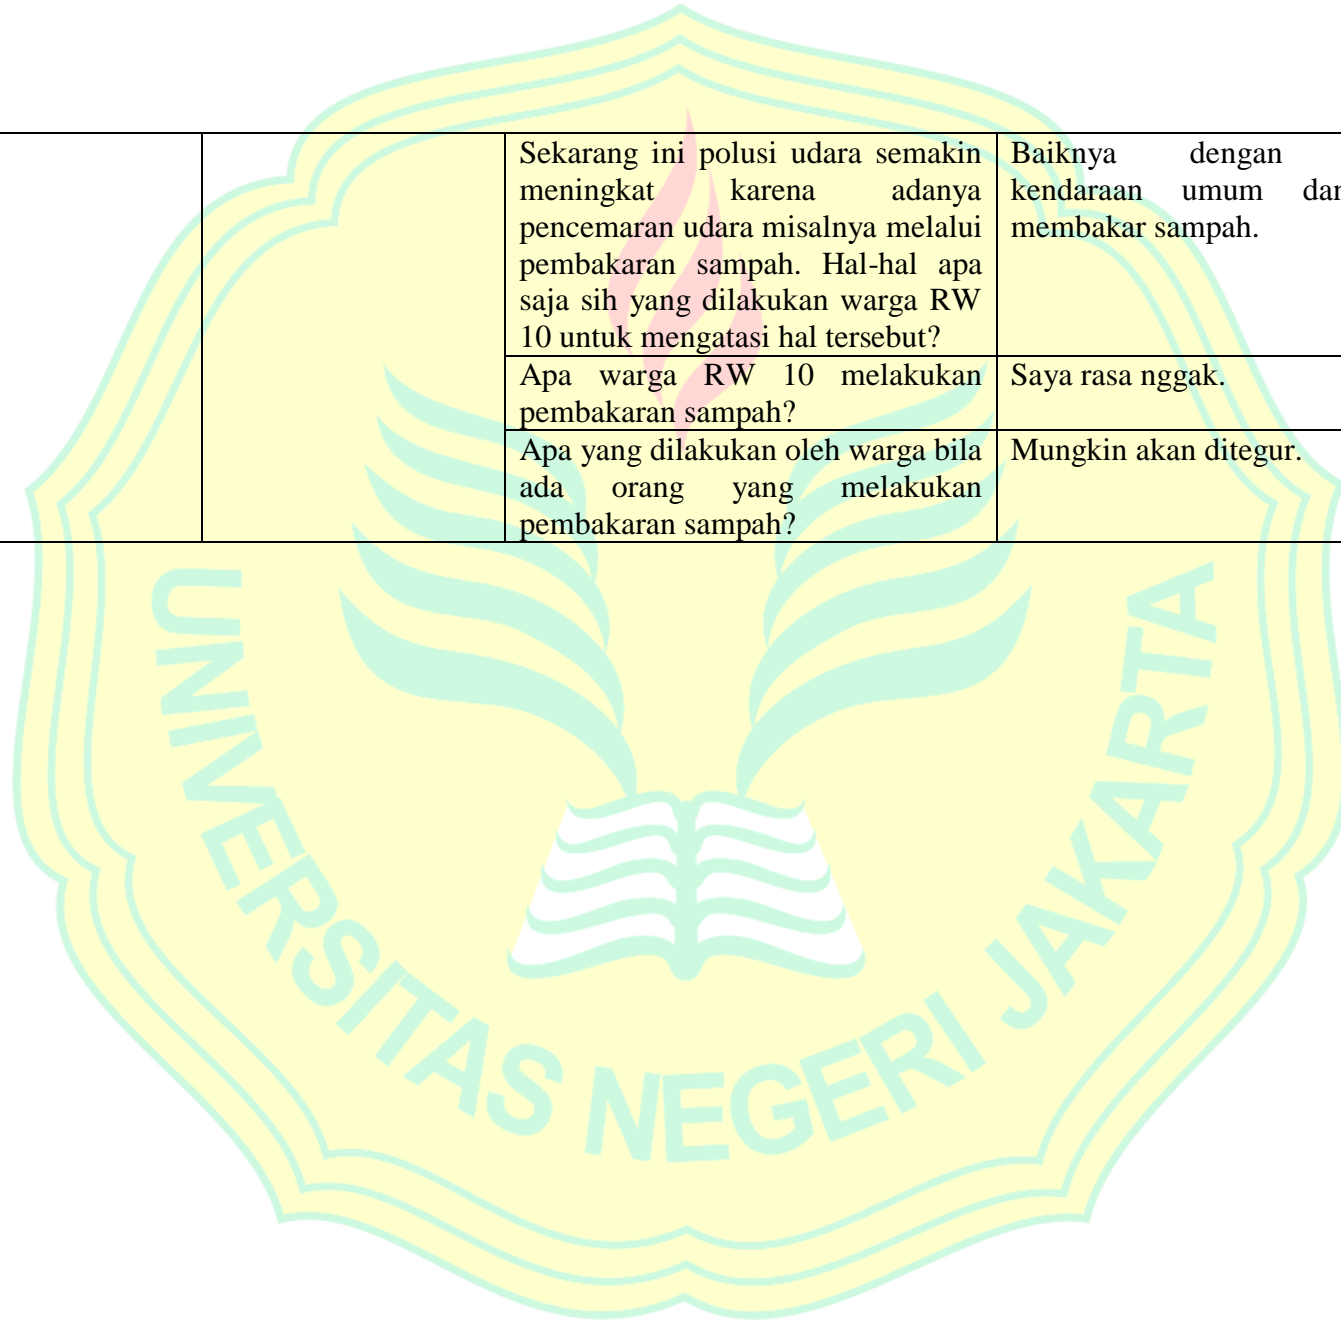 Sekarang ini polusi udara semakin
meningkat karena adanya
pencemaran udara misalnya melalui
pembakaran sampah. Hal-hal apa
saja sih yang dilakukan warga RW
10 untuk mengatasi hal tersebut?
Baiknya dengan
kendaraan umum
membakar sampah.
Apa warga RW 10 melakukan
pembakaran sampah?
Saya rasa nggak.
Apa yang dilakukan oleh warga bila
ada orang yang melakukan
pembakaran sampah?
Mungkin akan ditegur.
UNIVERSITAS NEGERI JAKARTA